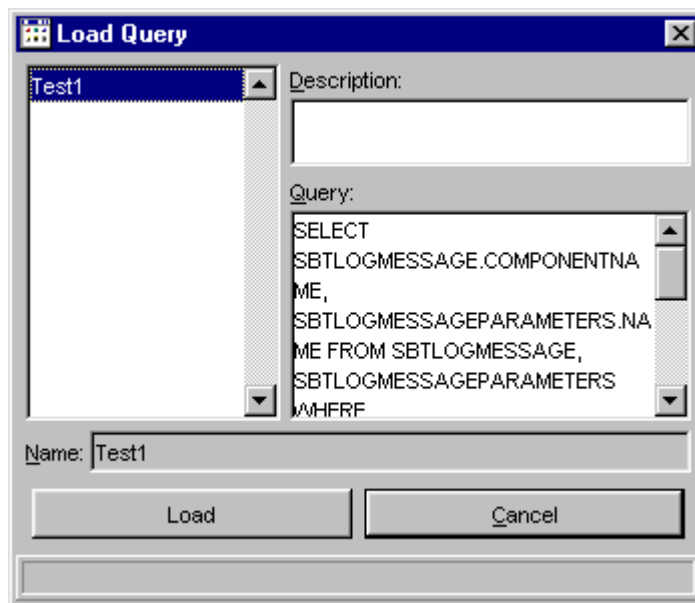 Load Query
Test1
Description:
Query:
SELECT
SBTLOGMESSAGE.COMPONENTNA
ME,
SBTLOGMESSAGEPARAMETERS.NA
ME FROM SBTLOGMESSAGE,
SBTLOGMESSAGEPARAMETERS
WHERE
Name: Test1
Load
Cancel